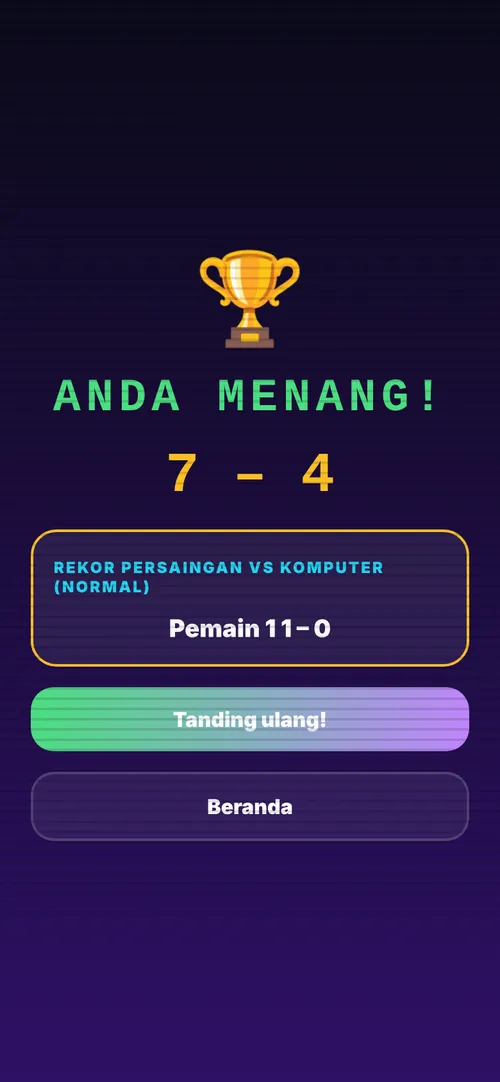 ANDA MENANG!
7 – 4
REKOR PERSAINGAN VS KOMPUTER
(NORMAL)
Pemain 11–0
Tanding ulang!
Beranda